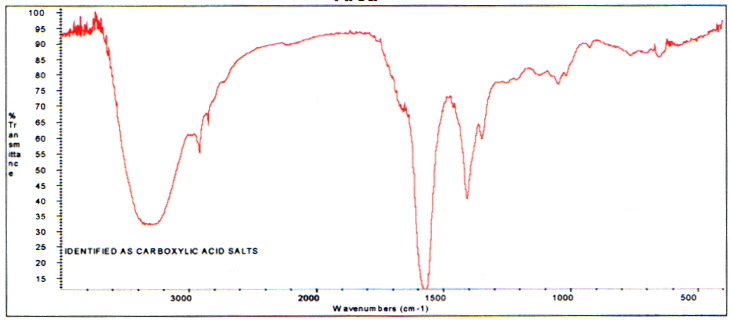 100
95
90
85
80
75
70
65
60
55
50
45
40
35
30
25
20
15
%
Tr
an
sm
itta
nc
e
IDENTIFIED AS CARBOXYLIC ACID SALTS
3000 2000 1500 1000 500
Wavenumbers (cm-1)